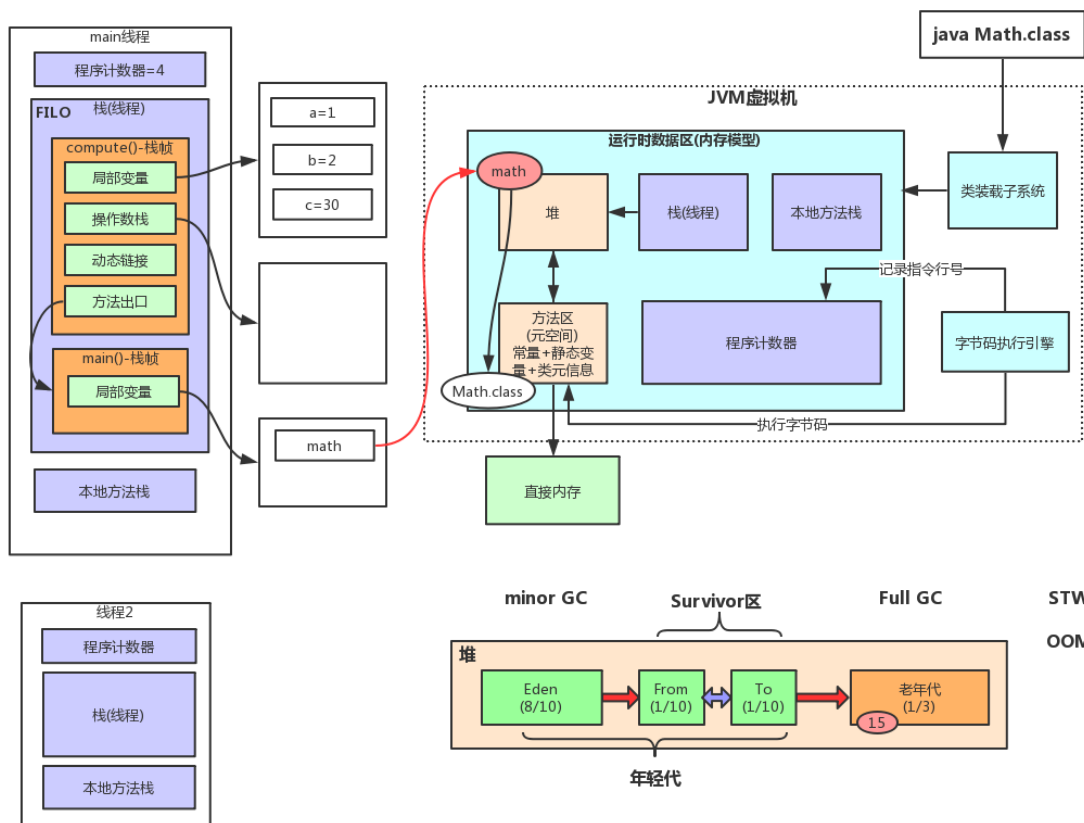 main线程
程序计数器=4
栈(线程)
FILO
compute()-栈帧
局部变量
操作数栈
动态链接
方法出口
main()-栈帧
局部变量
本地方法栈
a=1
b=2
c=30
math
java Math.class
JVM虚拟机
运行时数据区(内存模型)
math
堆
栈(线程)
本地方法栈
类装载子系统
记录指令行号
方法区
(元空间)
常量+静态变
量+类元信息
程序计数器
字节码执行引擎
Math.class
执行字节码
直接内存
线程2
程序计数器
栈(线程)
本地方法栈
minor GC
Survivor区
Full GC
STW
OOM
堆
Eden
(8/10)
From
(1/10)
To
(1/10)
老年代
(1/3)
15
年轻代